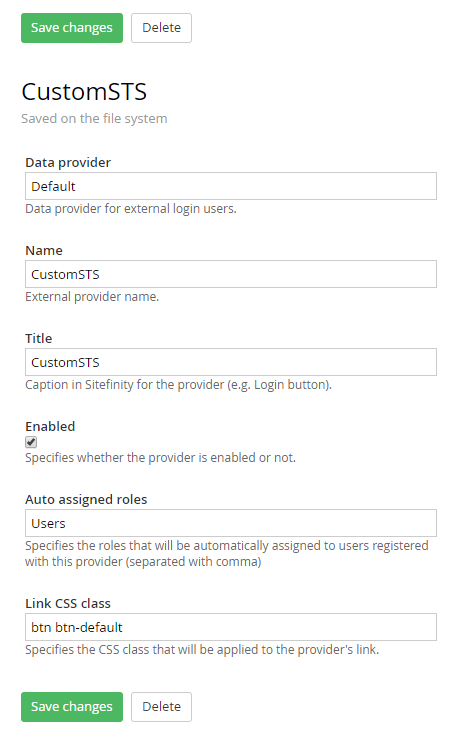 Save changes Delete
CustomSTS
Saved on the file system
Data provider
Default
Data provider for external login users.
Name
CustomSTS
External provider name.
Title
CustomSTS
Caption in Sitefinity for the provider (e.g. Login button).
Enabled
Specifies whether the provider is enabled or not.
Auto assigned roles
Users
Specifies the roles that will be automatically assigned to users registered
with this provider (separated with comma)
Link CSS class
btn btn-default
Specifies the CSS class that will be applied to the provider's link.
Save changes Delete